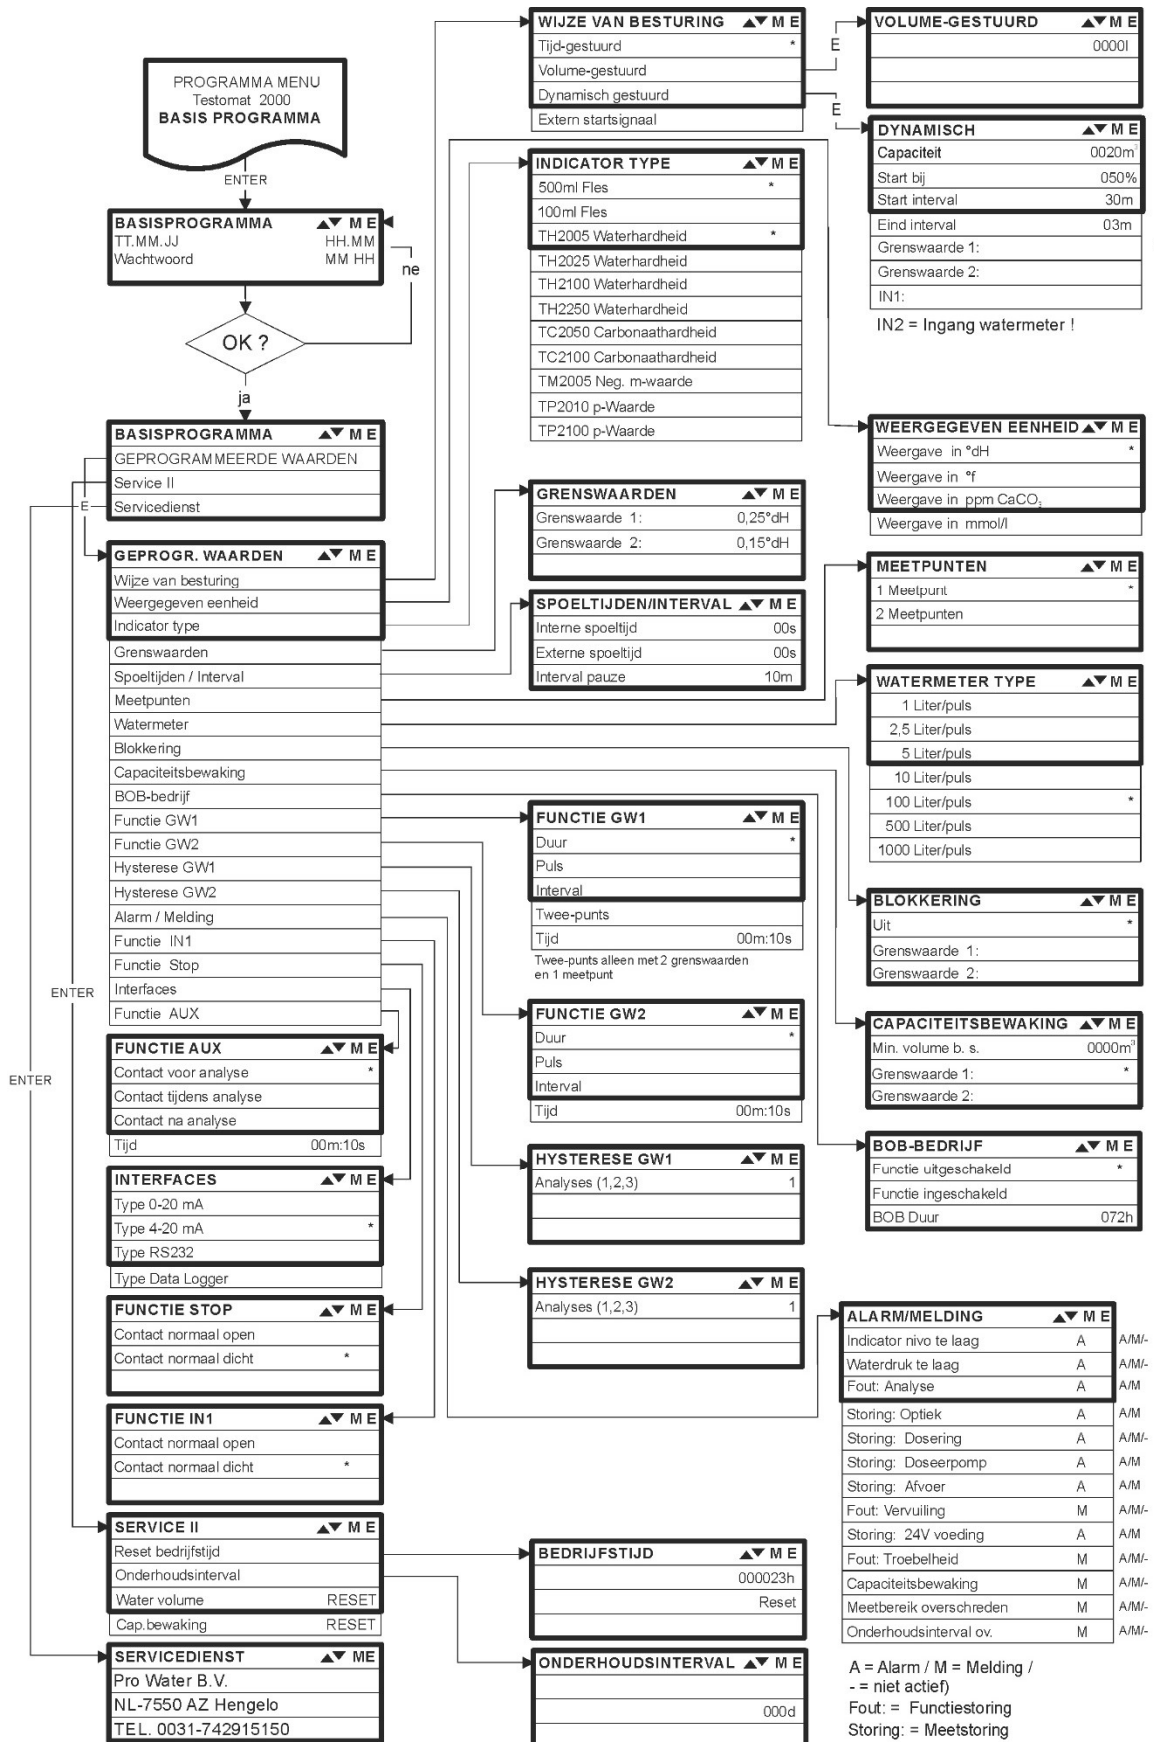 PROGRAMMA MENU
Testomat 2000
BASIS PROGRAMMA
ENTER
BASISPROGRAMMA ▲▼ M E
TT.MM.JJ HH.MM
Wachtwoord MM HH
ne
OK ?
ja
BASISPROGRAMMA ▲▼ M E
GEPROGRAMMEERDE WAARDEN
Service II
Servicedienst
E
GEPROGR. WAARDEN ▲▼ M E
Wijze van besturing
Weergegeven eenheid
Indicator type
Grenswaarden
Spoeltijden / Interval
Meetpunten
Watermeter
Blokkering
Capaciteitsbewaking
BOB-bedrijf
Functie GW1
Functie GW2
Hysterese GW1
Hysterese GW2
Alarm / Melding
Functie IN1
Functie Stop
Interfaces
Functie AUX
ENTER
ENTER
FUNCTIE AUX ▲▼ M E
Contact voor analyse *
Contact tijdens analyse
Contact na analyse
Tijd 00m:10s
INTERFACES ▲▼ M E
Type 0-20 mA
Type 4-20 mA *
Type RS232
Type Data Logger
FUNCTIE STOP ▲▼ M E
Contact normaal open
Contact normaal dicht *
FUNCTIE IN1 ▲▼ M E
Contact normaal open
Contact normaal dicht *
SERVICE II ▲▼ M E
Reset bedrijfstijd
Onderhoudsinterval
Water volume RESET
Cap.bewaking RESET
SERVICEDIENST ▲▼ ME
Pro Water B.V.
NL-7550 AZ Hengelo
TEL. 0031-742915150
WIJZE VAN BESTURING ▲▼ M E
Tijd-gestuurd *
Volume-gestuurd
Dynamisch gestuurd
Extern startsignaal
E
E
INDICATOR TYPE ▲▼ M E
500ml Fles *
100ml Fles
TH2005 Waterhardheid *
TH2025 Waterhardheid
TH2100 Waterhardheid
TH2250 Waterhardheid
TC2050 Carbonaathardheid
TC2100 Carbonaathardheid
TM2005 Neg. m-waarde
TP2010 p-Waarde
TP2100 p-Waarde
GRENSWAARDEN ▲▼ M E
Grenswaarde 1: 0,25°dH
Grenswaarde 2: 0,15°dH
SPOELTIJDEN/INTERVAL ▲▼ M E
Interne spoeltijd 00s
Externe spoeltijd 00s
Interval pauze 10m
FUNCTIE GW1 ▲▼ M E
Duur *
Puls
Interval
Twee-punts
Tijd 00m:10s
Twee-punts alleen met 2 grenswaarden
en 1 meetpunt
FUNCTIE GW2 ▲▼ M E
Duur *
Puls
Interval
Tijd 00m:10s
HYSTERESE GW1 ▲▼ M E
Analyses (1,2,3) 1
HYSTERESE GW2 ▲▼ M E
Analyses (1,2,3) 1
BEDRIJFSTIJD ▲▼ M E
000023h
Reset
ONDERHOUDSINTERVAL ▲▼ M E
000d
VOLUME-GESTUURD ▲▼ M E
0000l
DYNAMISCH ▲▼ M E
Capaciteit 0020m³
Start bij 050%
Start interval 30m
Eind interval 03m
Grenswaarde 1:
Grenswaarde 2:
IN1:
IN2 = Ingang watermeter !
WEERGEGEVEN EENHEID ▲▼ M E
Weergave in °dH *
Weergave in °f
Weergave in ppm CaCO₃
Weergave in mmol/l
MEETPUNTEN ▲▼ M E
1 Meetpunt *
2 Meetpunten
WATERMETER TYPE ▲▼ M E
1 Liter/puls
2,5 Liter/puls
5 Liter/puls
10 Liter/puls
100 Liter/puls *
500 Liter/puls
1000 Liter/puls
BLOKKERING ▲▼ M E
Uit *
Grenswaarde 1:
Grenswaarde 2:
CAPACITEITSBEWAKING ▲▼ M E
Min. volume b. s. 0000m³
Grenswaarde 1: *
Grenswaarde 2:
BOB-BEDRIJF ▲▼ M E
Functie uitgeschakeld *
Functie ingeschakeld
BOB Duur 072h
ALARM/MELDING ▲▼ M E
Indicator nivo te laag A A/M/-
Waterdruk te laag A A/M/-
Fout: Analyse A A/M
Storing: Optiek A A/M
Storing: Dosering A A/M/-
Storing: Doseerpomp A A/M
Storing: Afvoer A A/M
Fout: Vervuiling M A/M/-
Storing: 24V voeding A A/M
Fout: Troebelheid M A/M/-
Capaciteitsbewaking M A/M/-
Meetbereik overschreden M A/M/-
Onderhoudsinterval ov. M A/M/-
A = Alarm / M = Melding /
- = niet actief)
Fout: = Functiestoring
Storing: = Meetstoring